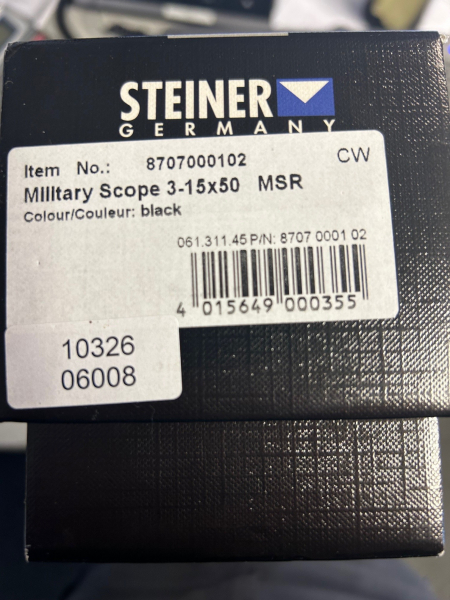 STEINER
GERMANY
Item No.: 8707000102 CW
Military Scope 3-15x50 MSR
Colour/Couleur: black
061.311.45 P/N: 8707 0001 02
4 015649 000355
10326
06008